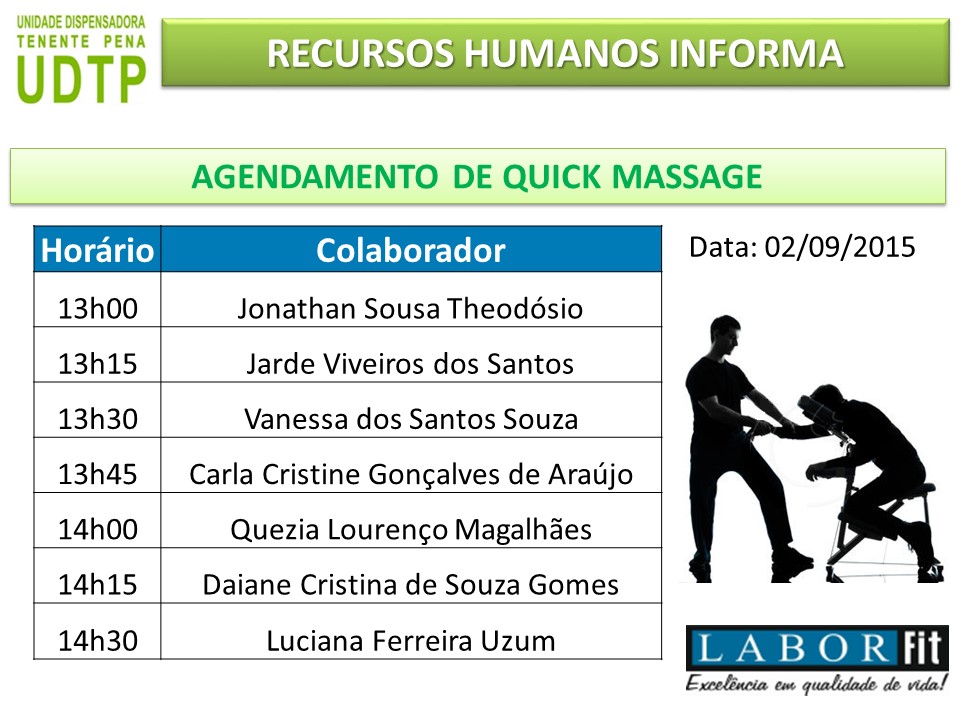 UNIDADE DISPENSADORA
TENENTE PENA
UDTP
RECURSOS HUMANOS INFORMA
AGENDAMENTO DE QUICK MASSAGE
Horário Colaborador
13h00 Jonathan Sousa Theodósio
13h15 Jarde Viveiros dos Santos
13h30 Vanessa dos Santos Souza
13h45 Carla Cristine Gonçalves de Araújo
14h00 Quezia Lourenço Magalhães
14h15 Daiane Cristina de Souza Gomes
14h30 Luciana Ferreira Uzum
Data: 02/09/2015
LABOR fit
Excelência em qualidade de vida!